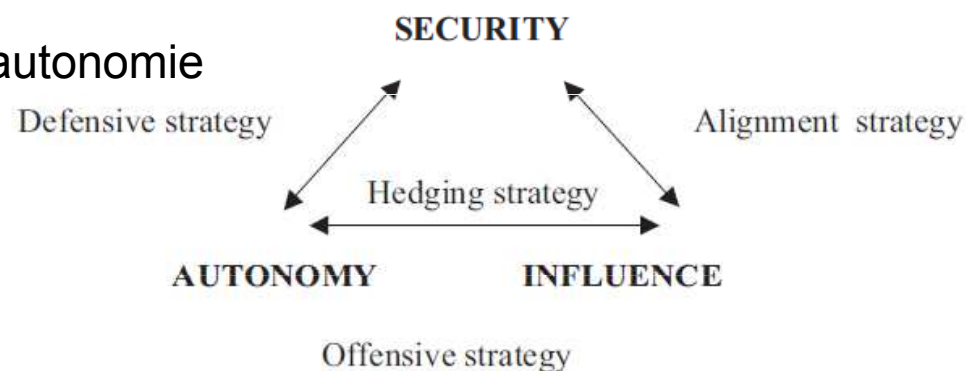 SECURITY
autonomie
Defensive strategy
Alignment strategy
Hedging strategy
AUTONOMY
INFLUENCE
Offensive strategy